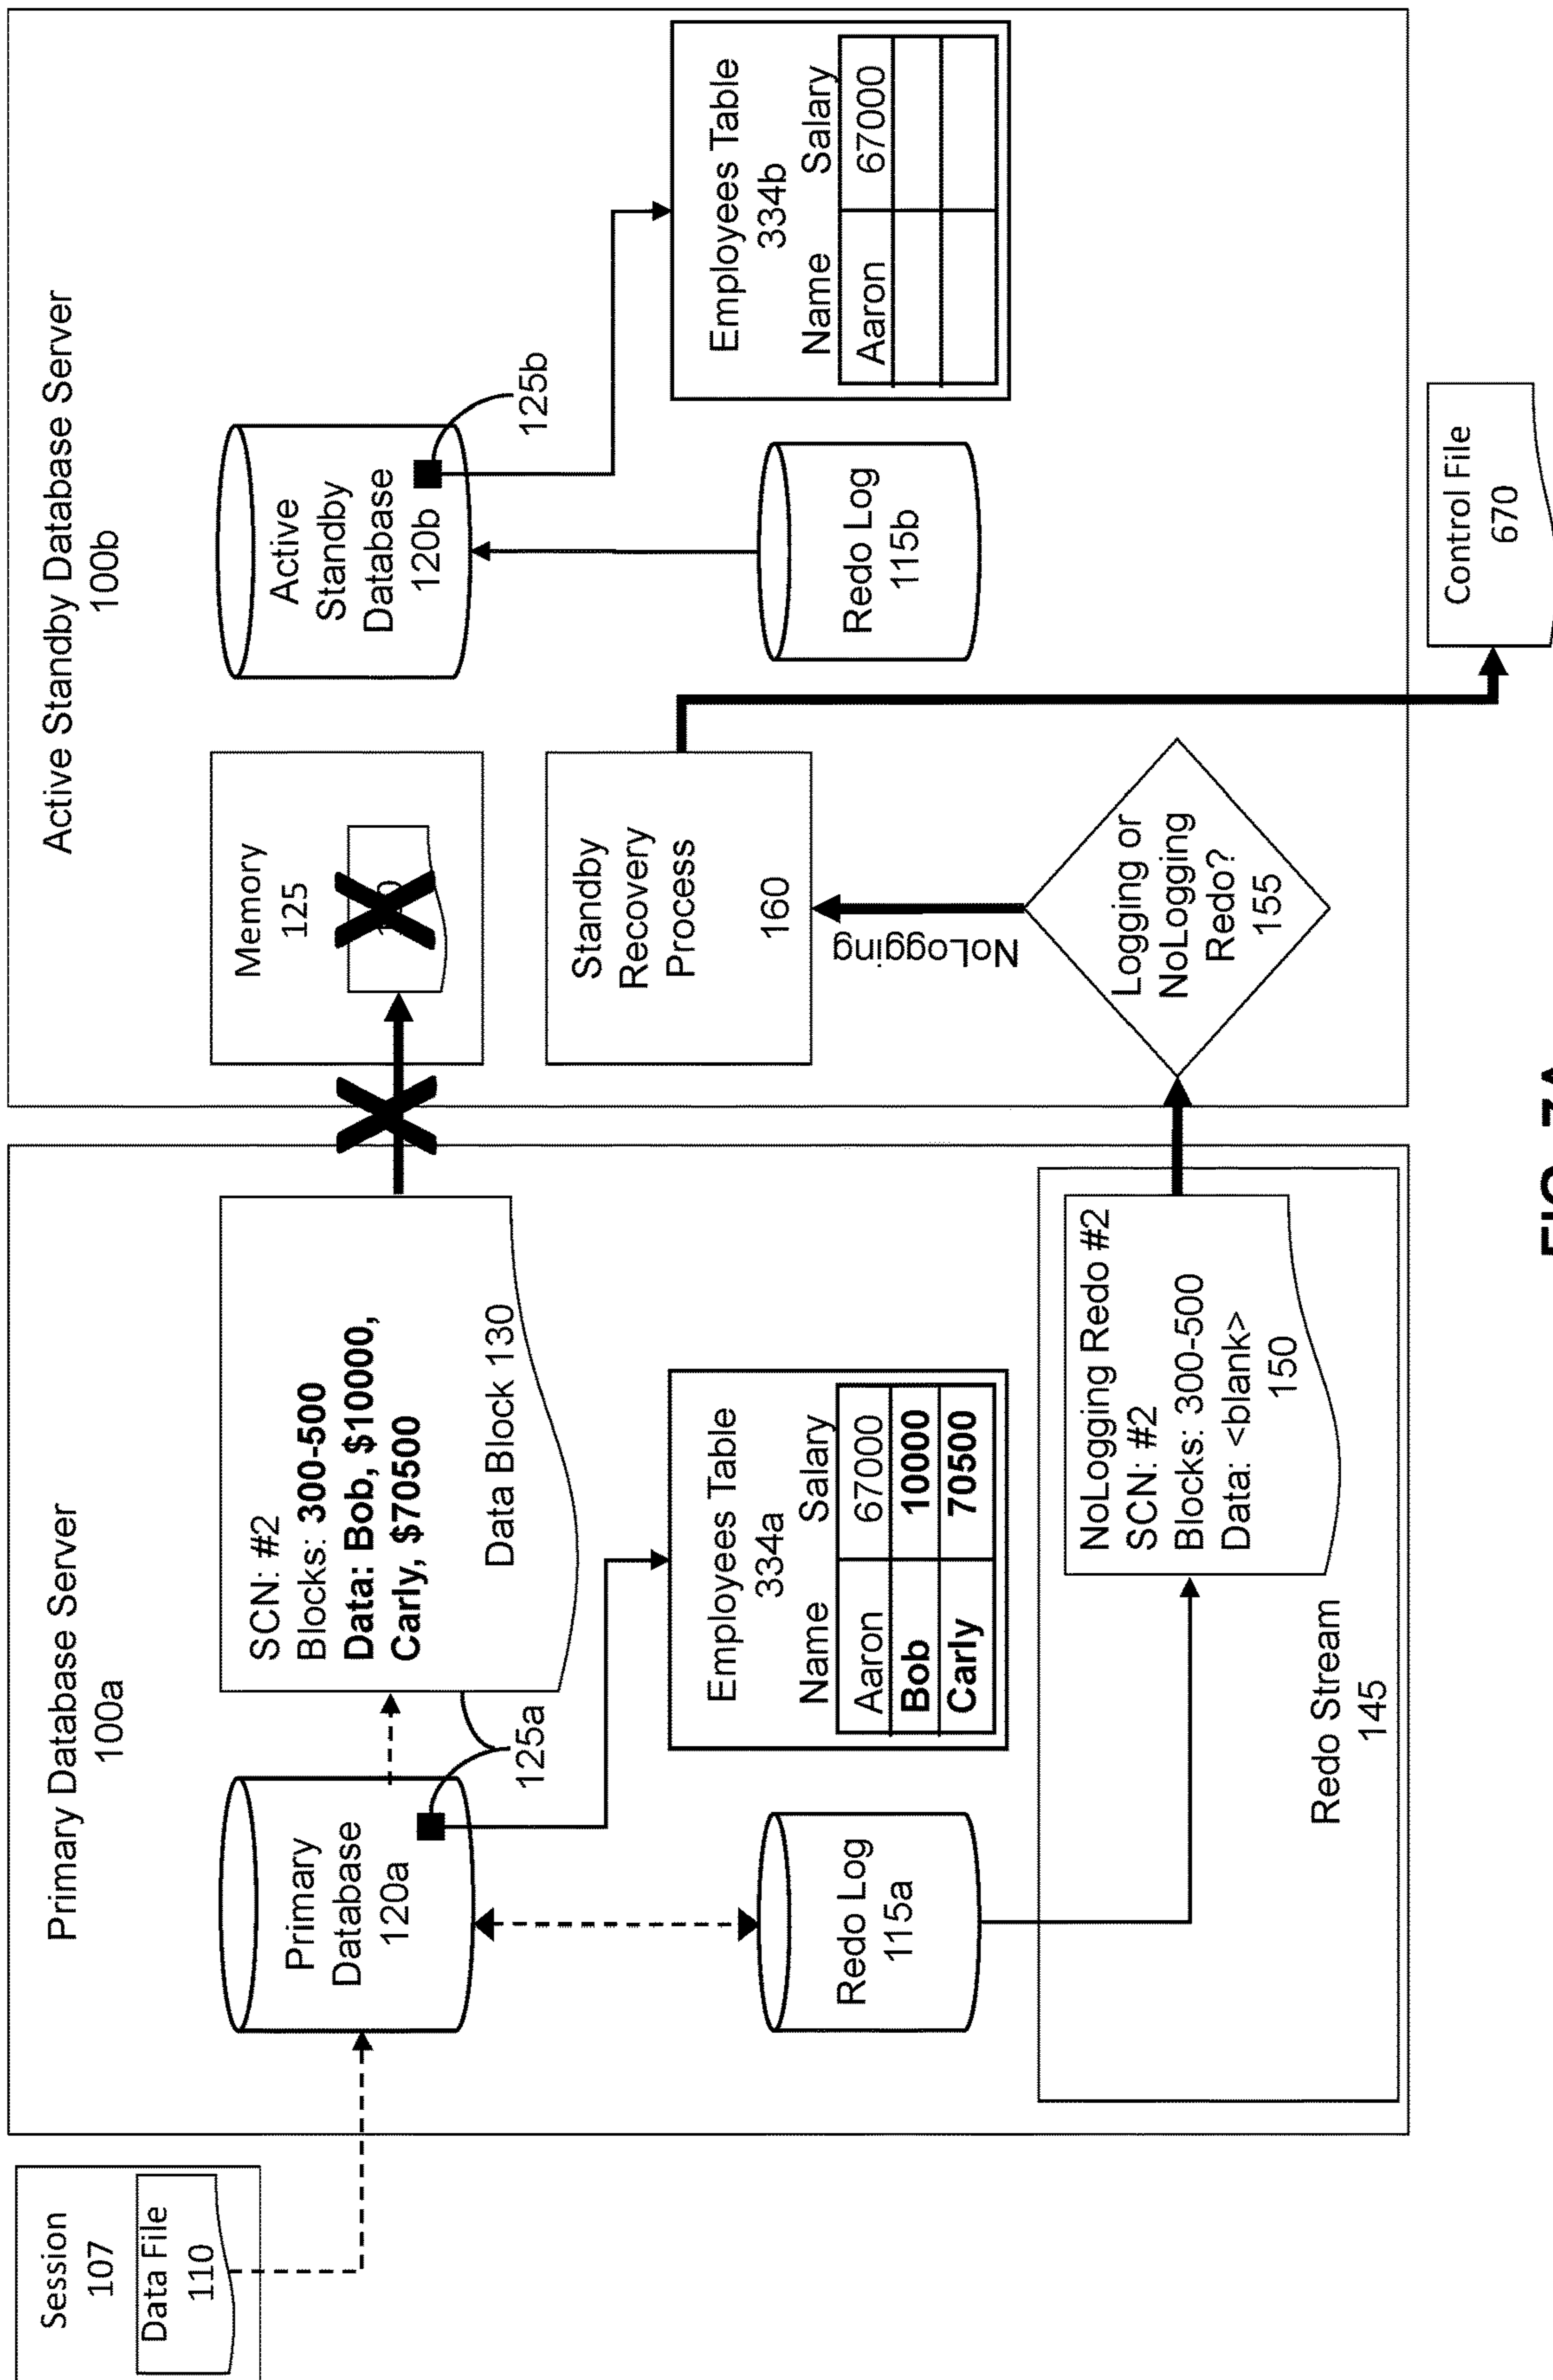 Session
107
Data File
110
Primary Database Server
100a
Primary
Database
120a
125a
SCN: #2
Blocks: 300-500
Data: Bob, $10000,
Carly, $70500
Data Block 130
Employees Table
334a
Name Salary
Aaron 67000
Bob 10000
Carly 70500
Redo Log
115a
Redo Stream
145
NoLogging Redo #2
SCN: #2
Blocks: 300-500
Data: <blank>
150
Active Standby Database Server
100b
Memory
125
Standby
Recovery
Process
160
NoLogging
Logging or
NoLogging
Redo?
155
Active
Standby
Database
120b
125b
Redo Log
115b
Employees Table
334b
Name Salary
Aaron 67000
Control File
670